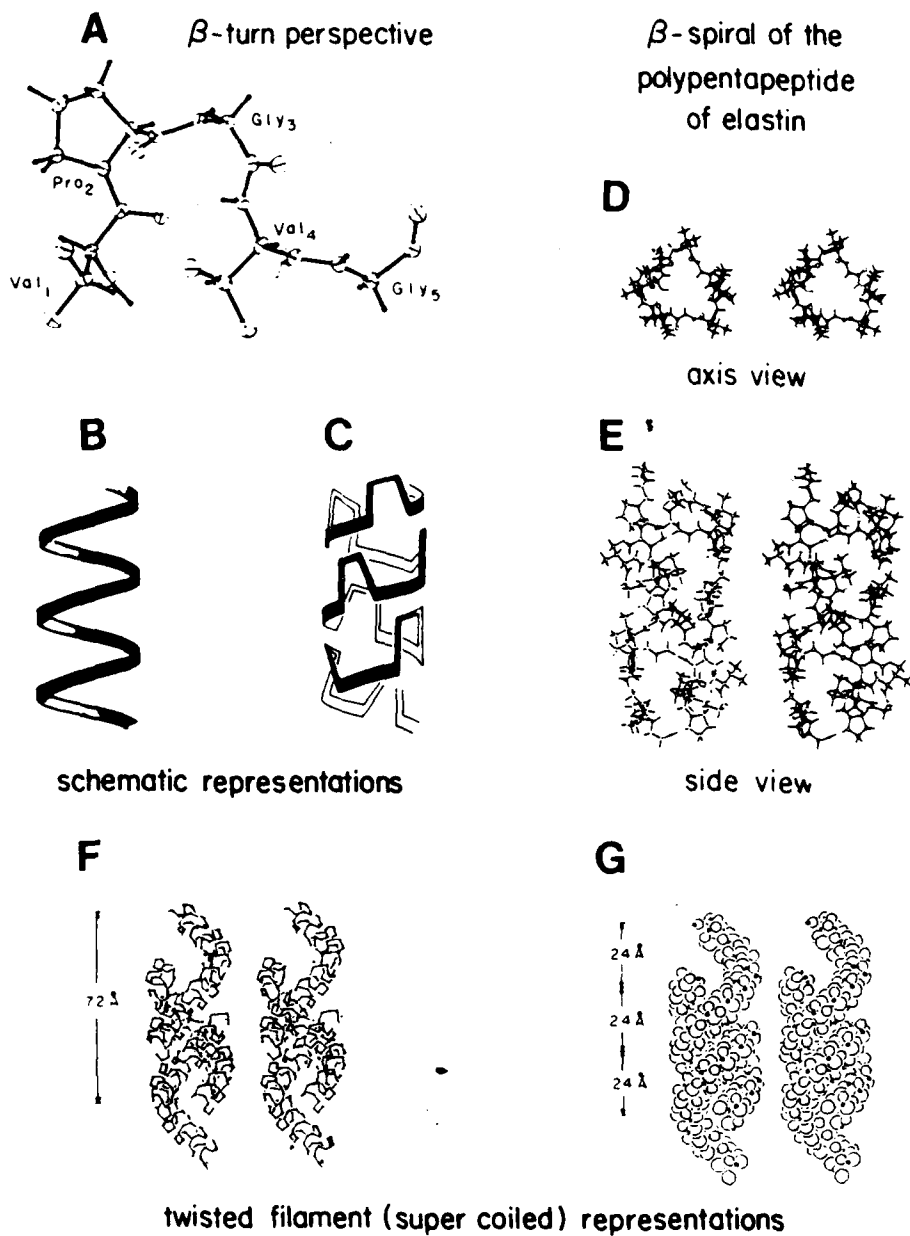 A
β-turn perspective
β-spiral of the
polypentapeptide
of elastin
Gly3
Pro2
Val4
Val1
Gly5
D
axis view
B
C
E
schematic representations
side view
F
G
72 Å
24 Å
24 Å
24 Å
twisted filament (super coiled) representations